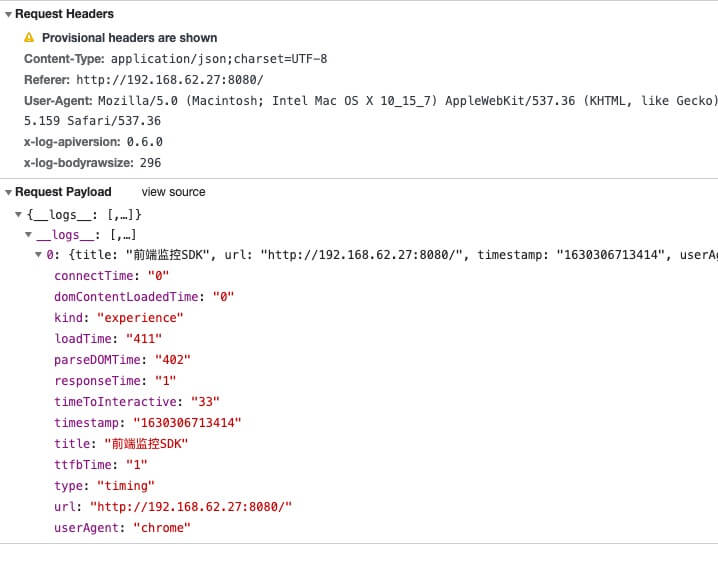 Request Headers
Provisional headers are shown
Content-Type: application/json;charset=UTF-8
Referer: http://192.168.62.27:8080/
User-Agent: Mozilla/5.0 (Macintosh; Intel Mac OS X 10_15_7) AppleWebKit/537.36 (KHTML, like Gecko)
5.159 Safari/537.36
x-log-apiversion: 0.6.0
x-log-bodyrawsize: 296
Request Payload view source
{__logs__: [,…]}
__logs__: [,…]
0: {title: "前端监控SDK", url: "http://192.168.62.27:8080/", timestamp: "1630306713414", userAg
connectTime: "0"
domContentLoadedTime: "0"
kind: "experience"
loadTime: "411"
parseDOMTime: "402"
responseTime: "1"
timeToInteractive: "33"
timestamp: "1630306713414"
title: "前端监控SDK"
ttfbTime: "1"
type: "timing"
url: "http://192.168.62.27:8080/"
userAgent: "chrome"